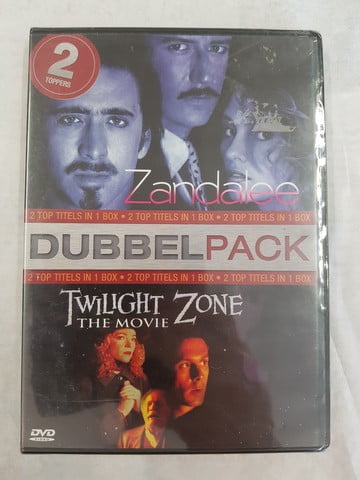 2
TOPPERS
Zandalee
2 TOP TITELS IN 1 BOX • 2 TOP TITELS IN 1 BOX • 2 TOP TITELS IN 1 BOX
DUBBELPACK
2 TOP TITELS IN 1 BOX • 2 TOP TITELS IN 1 BOX • 2 TOP TITELS IN 1 BOX
TWILIGHT ZONE
THE MOVIE
DVD
VIDEO